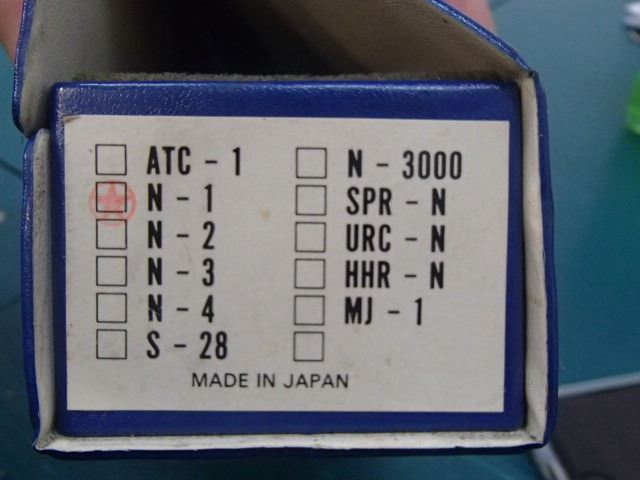 ATC - 1
N - 1
N - 2
N - 3
N - 4
S - 28
N - 3000
SPR - N
URC - N
HHR - N
MJ - 1
MADE IN JAPAN